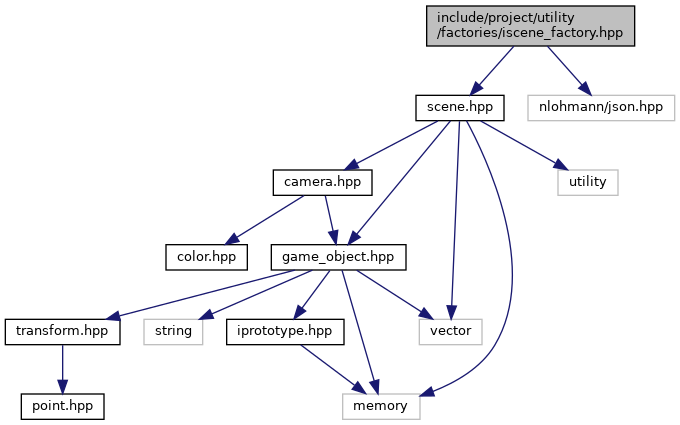 include/project/utility
/factories/iscene_factory.hpp
scene.hpp
nlohmann/json.hpp
camera.hpp
utility
color.hpp
game_object.hpp
transform.hpp
string
iprototype.hpp
vector
point.hpp
memory